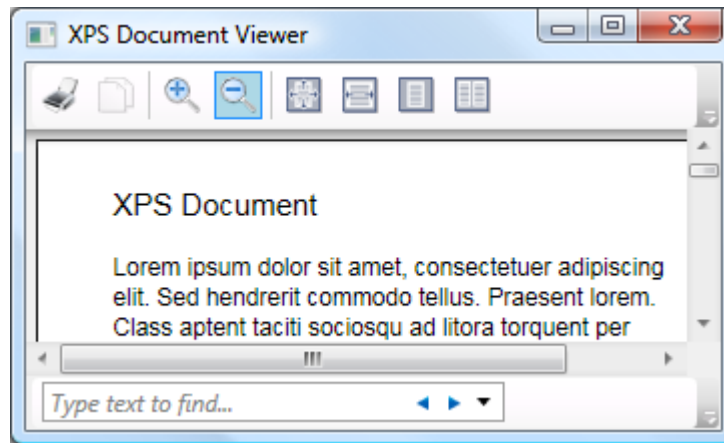 XPS Document Viewer
XPS Document
Lorem ipsum dolor sit amet, consectetuer adipiscing
elit. Sed hendrerit commodo tellus. Praesent lorem.
Class aptent taciti sociosqu ad litora torquent per
Type text to find...